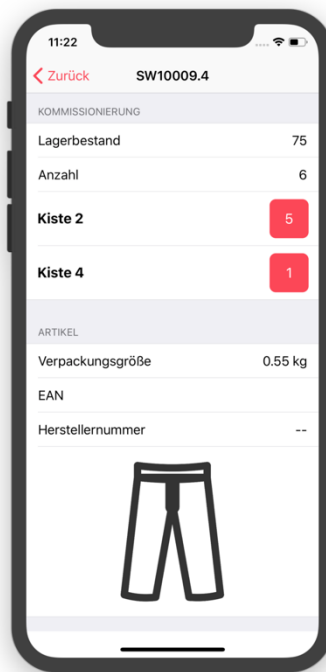 11:22
Zurück SW10009.4
KOMMISSIONIERUNG
Lagerbestand 75
Anzahl 6
Kiste 2 5
Kiste 4 1
ARTIKEL
Verpackungsgröße 0.55 kg
EAN
Herstellernummer --